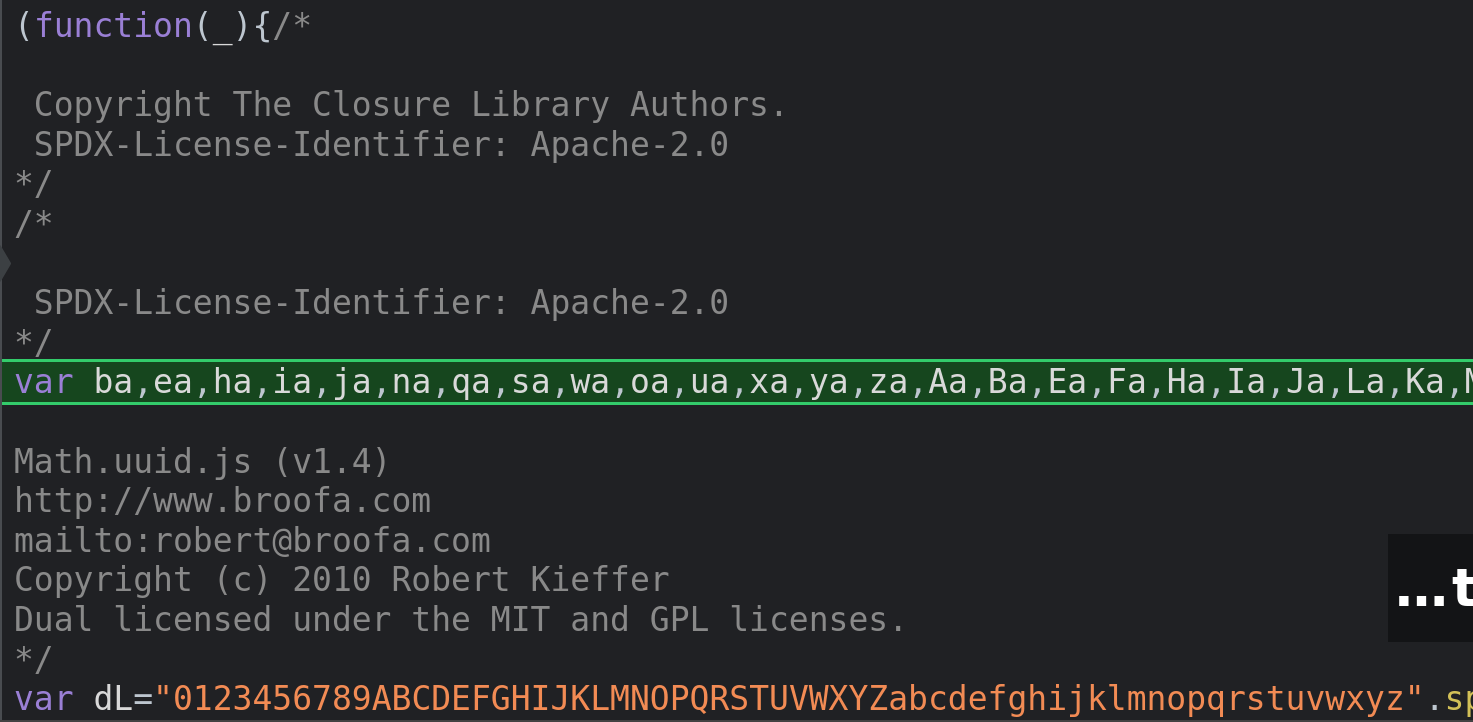 (function(_){/*
Copyright The Closure Library Authors.
SPDX-License-Identifier: Apache-2.0
*/
/*
SPDX-License-Identifier: Apache-2.0
*/
var ba,ea,ha,ia,ja,na,qa,sa,wa,oa,ua,xa,ya,za,Aa,Ba,Ea,Fa,Ha,Ia,Ja,La,Ka,
Math.uuid.js (v1.4)
http://www.broofa.com
mailto:robert@broofa.com
Copyright (c) 2010 Robert Kieffer
…t
Dual licensed under the MIT and GPL licenses.
*/
var dL="0123456789ABCDEFGHIJKLMNOPQRSTUVWXYZabcdefghijklmnopqrstuvwxyz".sp